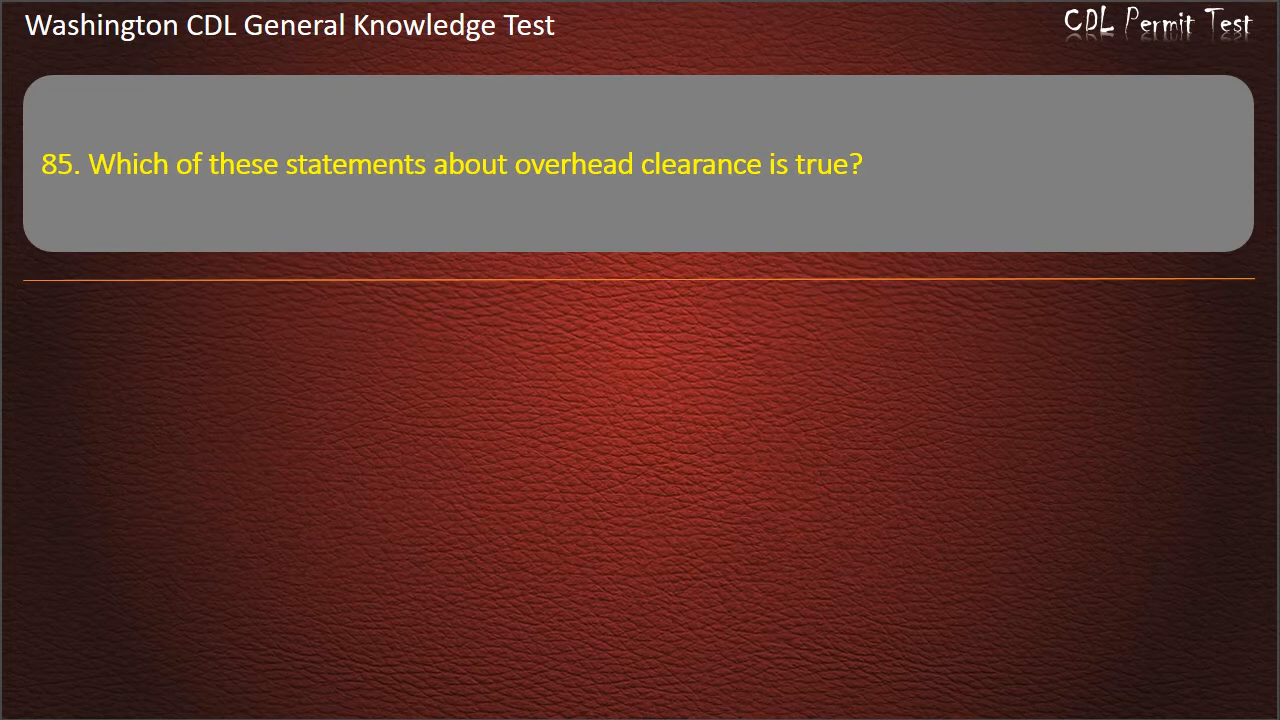 Washington CDL General Knowledge Test
CDL Permit Test
85. Which of these statements about overhead clearance is true?